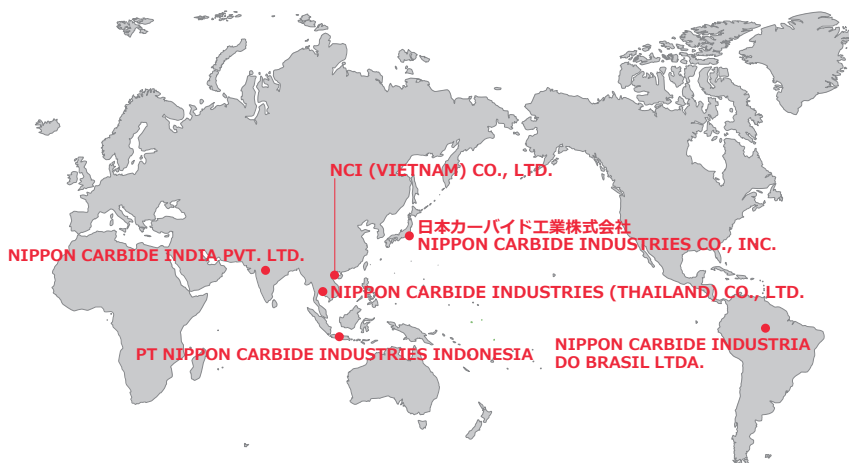 NCI (VIETNAM) CO., LTD.
日本カーバイド工業株式会社
NIPPON CARBIDE INDUSTRIES CO., INC.
NIPPON CARBIDE INDIA PVT. LTD.
NIPPON CARBIDE INDUSTRIES (THAILAND) CO., LTD.
PT NIPPON CARBIDE INDUSTRIES INDONESIA
NIPPON CARBIDE INDUSTRIA
DO BRASIL LTDA.